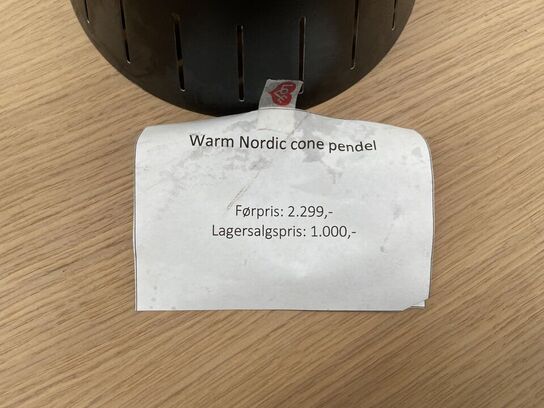 Warm Nordic cone pendel
Førpris: 2.299,-
Lagersalgspris: 1.000,-